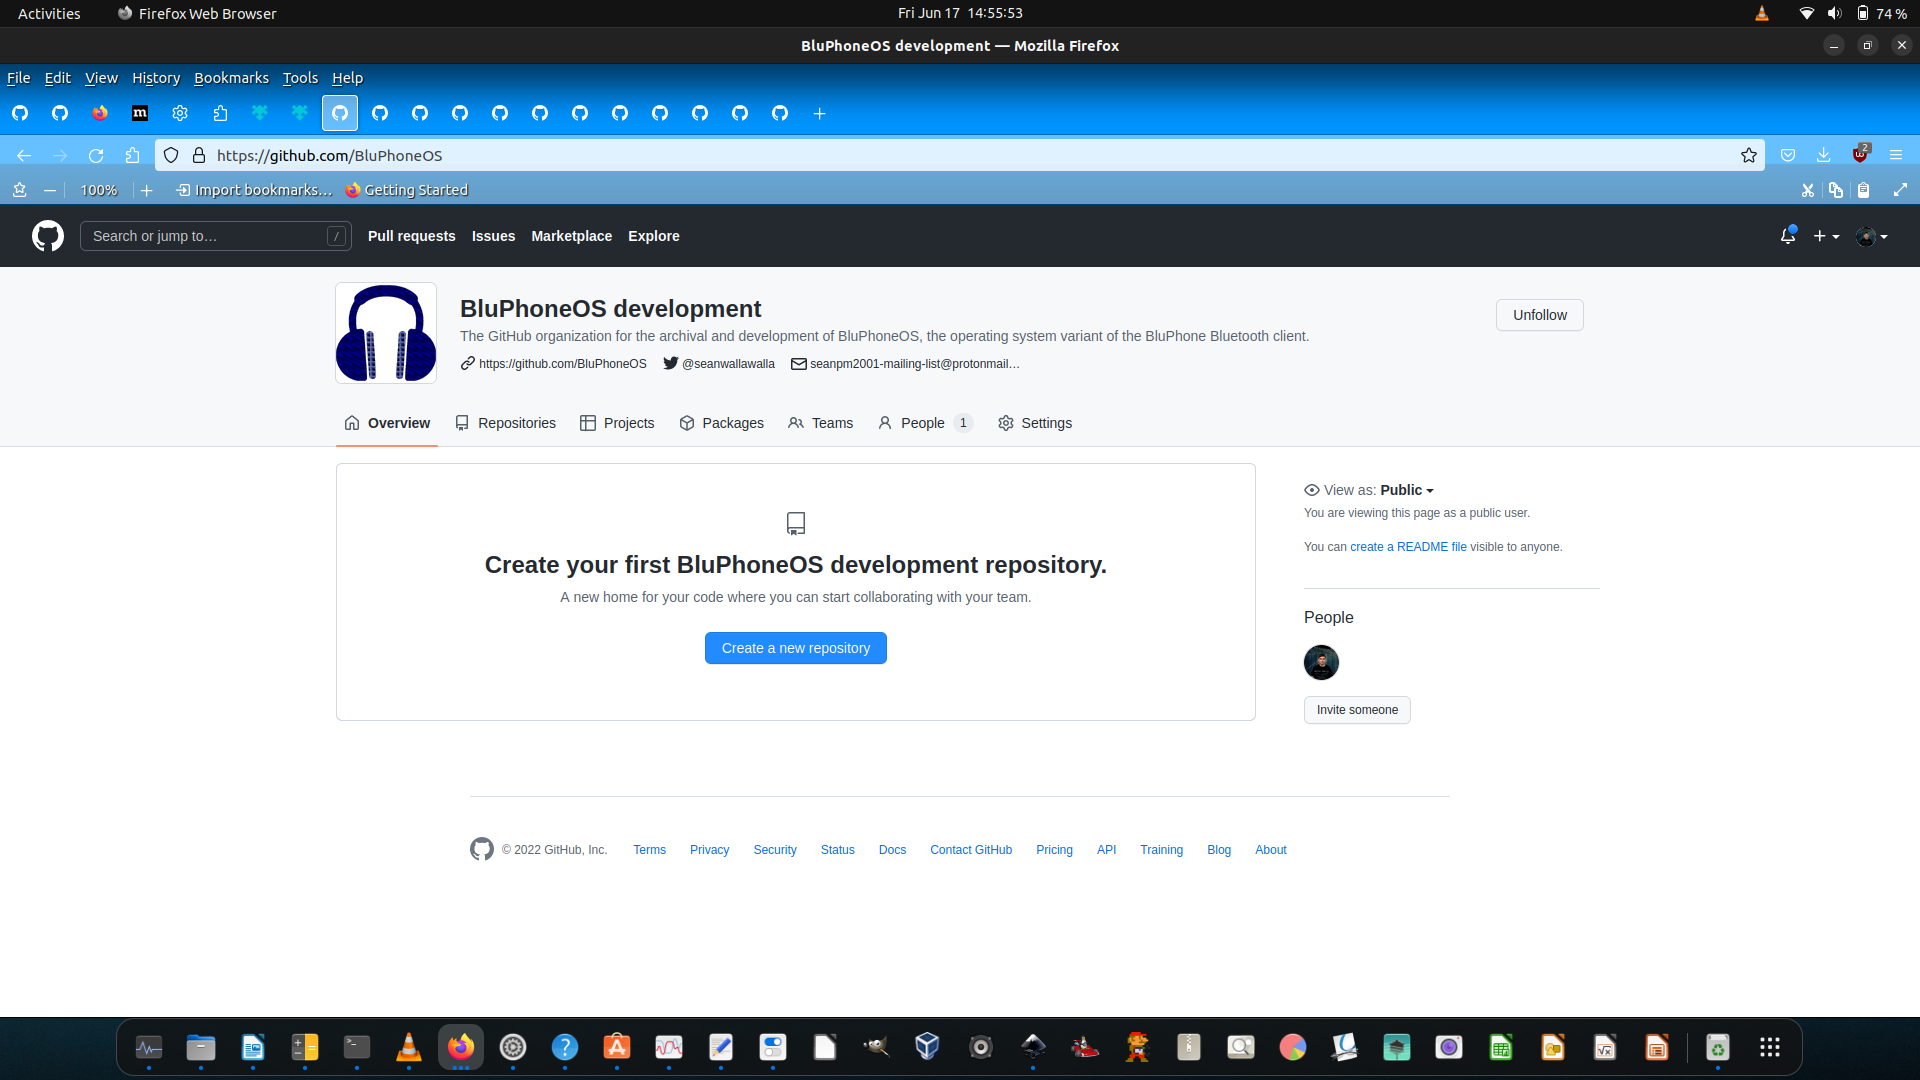 Activities Firefox Web Browser Fri Jun 17 14:55:53 74 %
BluPhoneOS development — Mozilla Firefox
File Edit View History Bookmarks Tools Help
m
https://github.com/BluPhoneOS 2
100% Import bookmarks... Getting Started
Search or jump to... / Pull requests Issues Marketplace Explore
BluPhoneOS development
Unfollow
The GitHub organization for the archival and development of BluPhoneOS, the operating system variant of the BluPhone Bluetooth client.
https://github.com/BluPhoneOS @seanwallawalla seanpm2001-mailing-list@protonmail...
Overview Repositories Projects Packages Teams People 1 Settings
View as: Public
You are viewing this page as a public user.
You can create a README file visible to anyone.
Create your first BluPhoneOS development repository.
A new home for your code where you can start collaborating with your team.
Create a new repository
People
Invite someone
© 2022 GitHub, Inc. Terms Privacy Security Status Docs Contact GitHub Pricing API Training Blog About